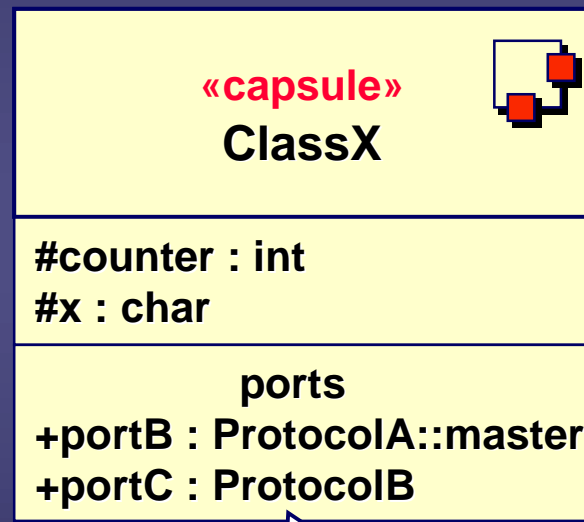 «capsule»
ClassX
#counter : int
#x : char
ports
+portB : ProtocolA::master
+portC : ProtocolB